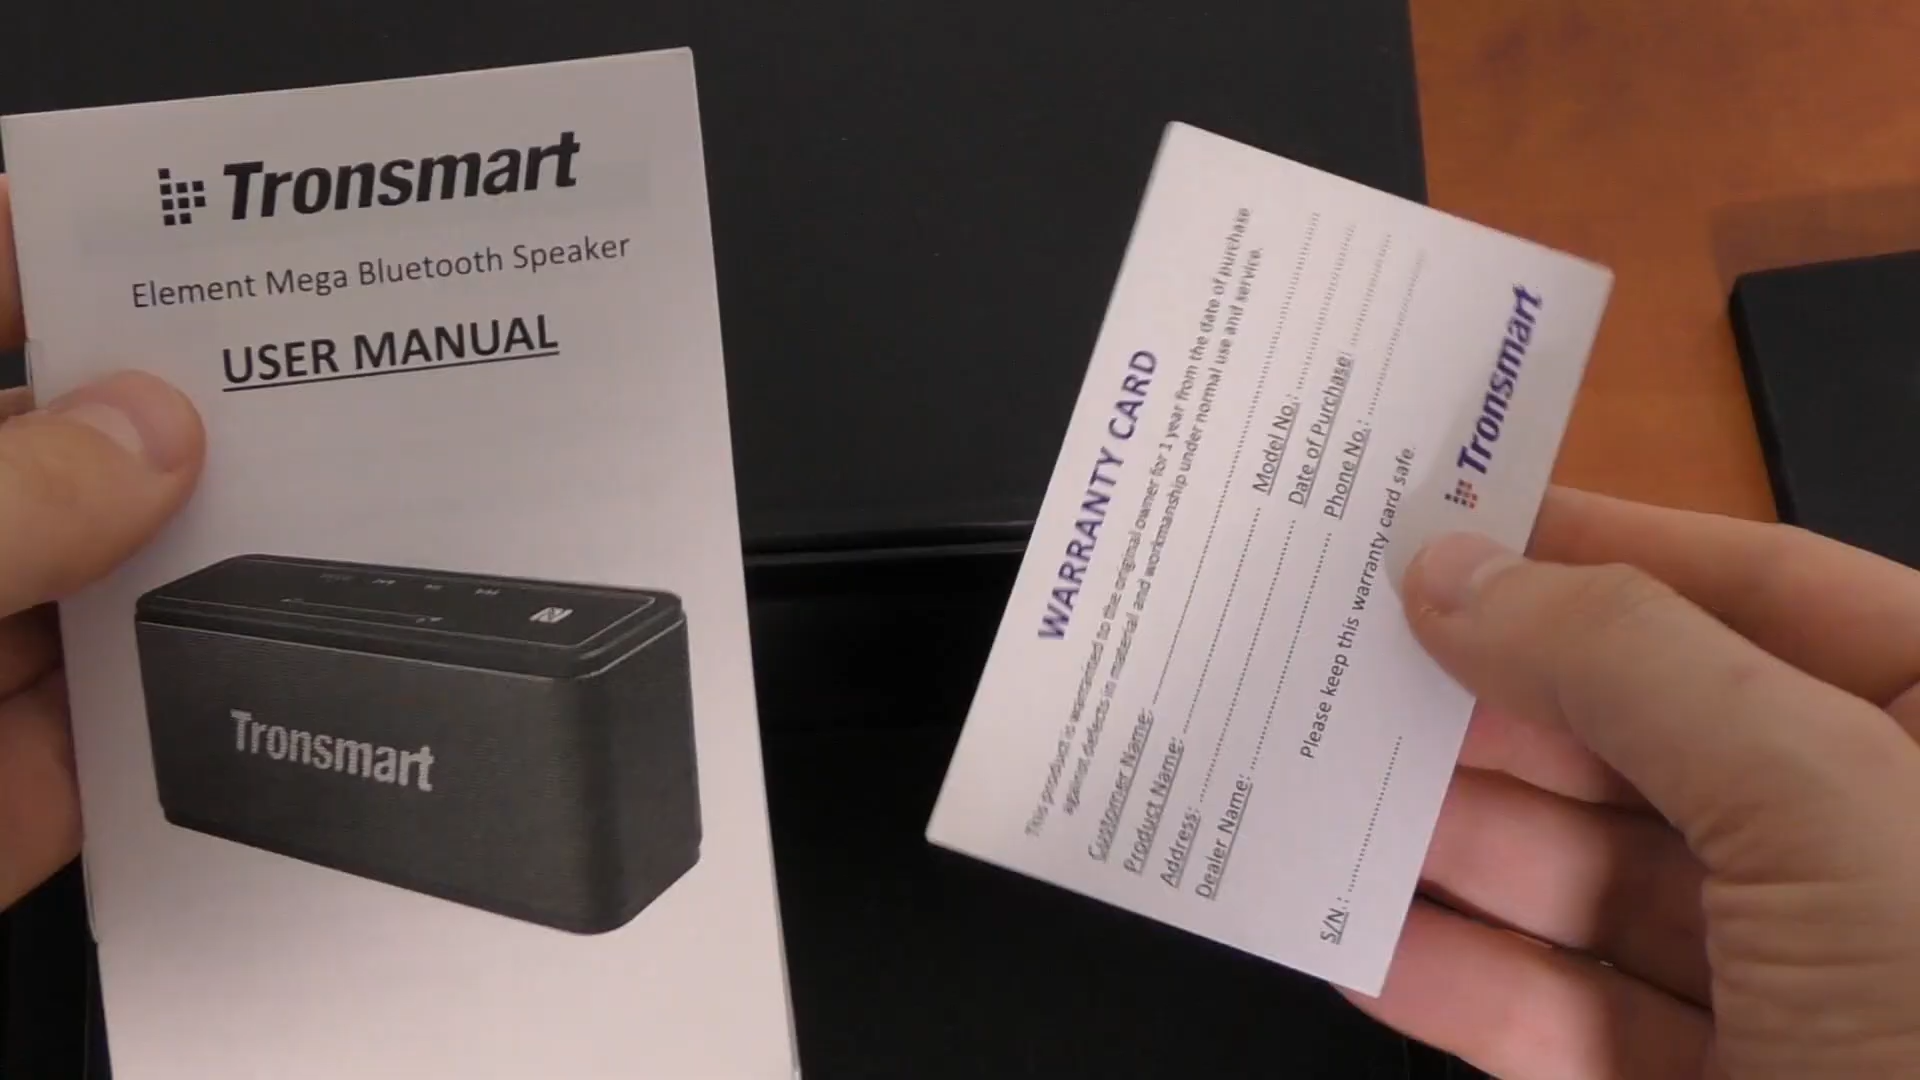 Tronsmart
Element Mega Bluetooth Speaker
USER MANUAL
Tronsmart
WARRANTY CARD
This product is warranted to the original owner for 1 year from the date of purchase
against defects in material and workmanship under normal use and service.
Customer Name:
Product Name: Model No.:
Address: Date of Purchase:
Dealer Name: Phone No.:
Please keep this warranty card safe.
S/N.:
Tronsmart